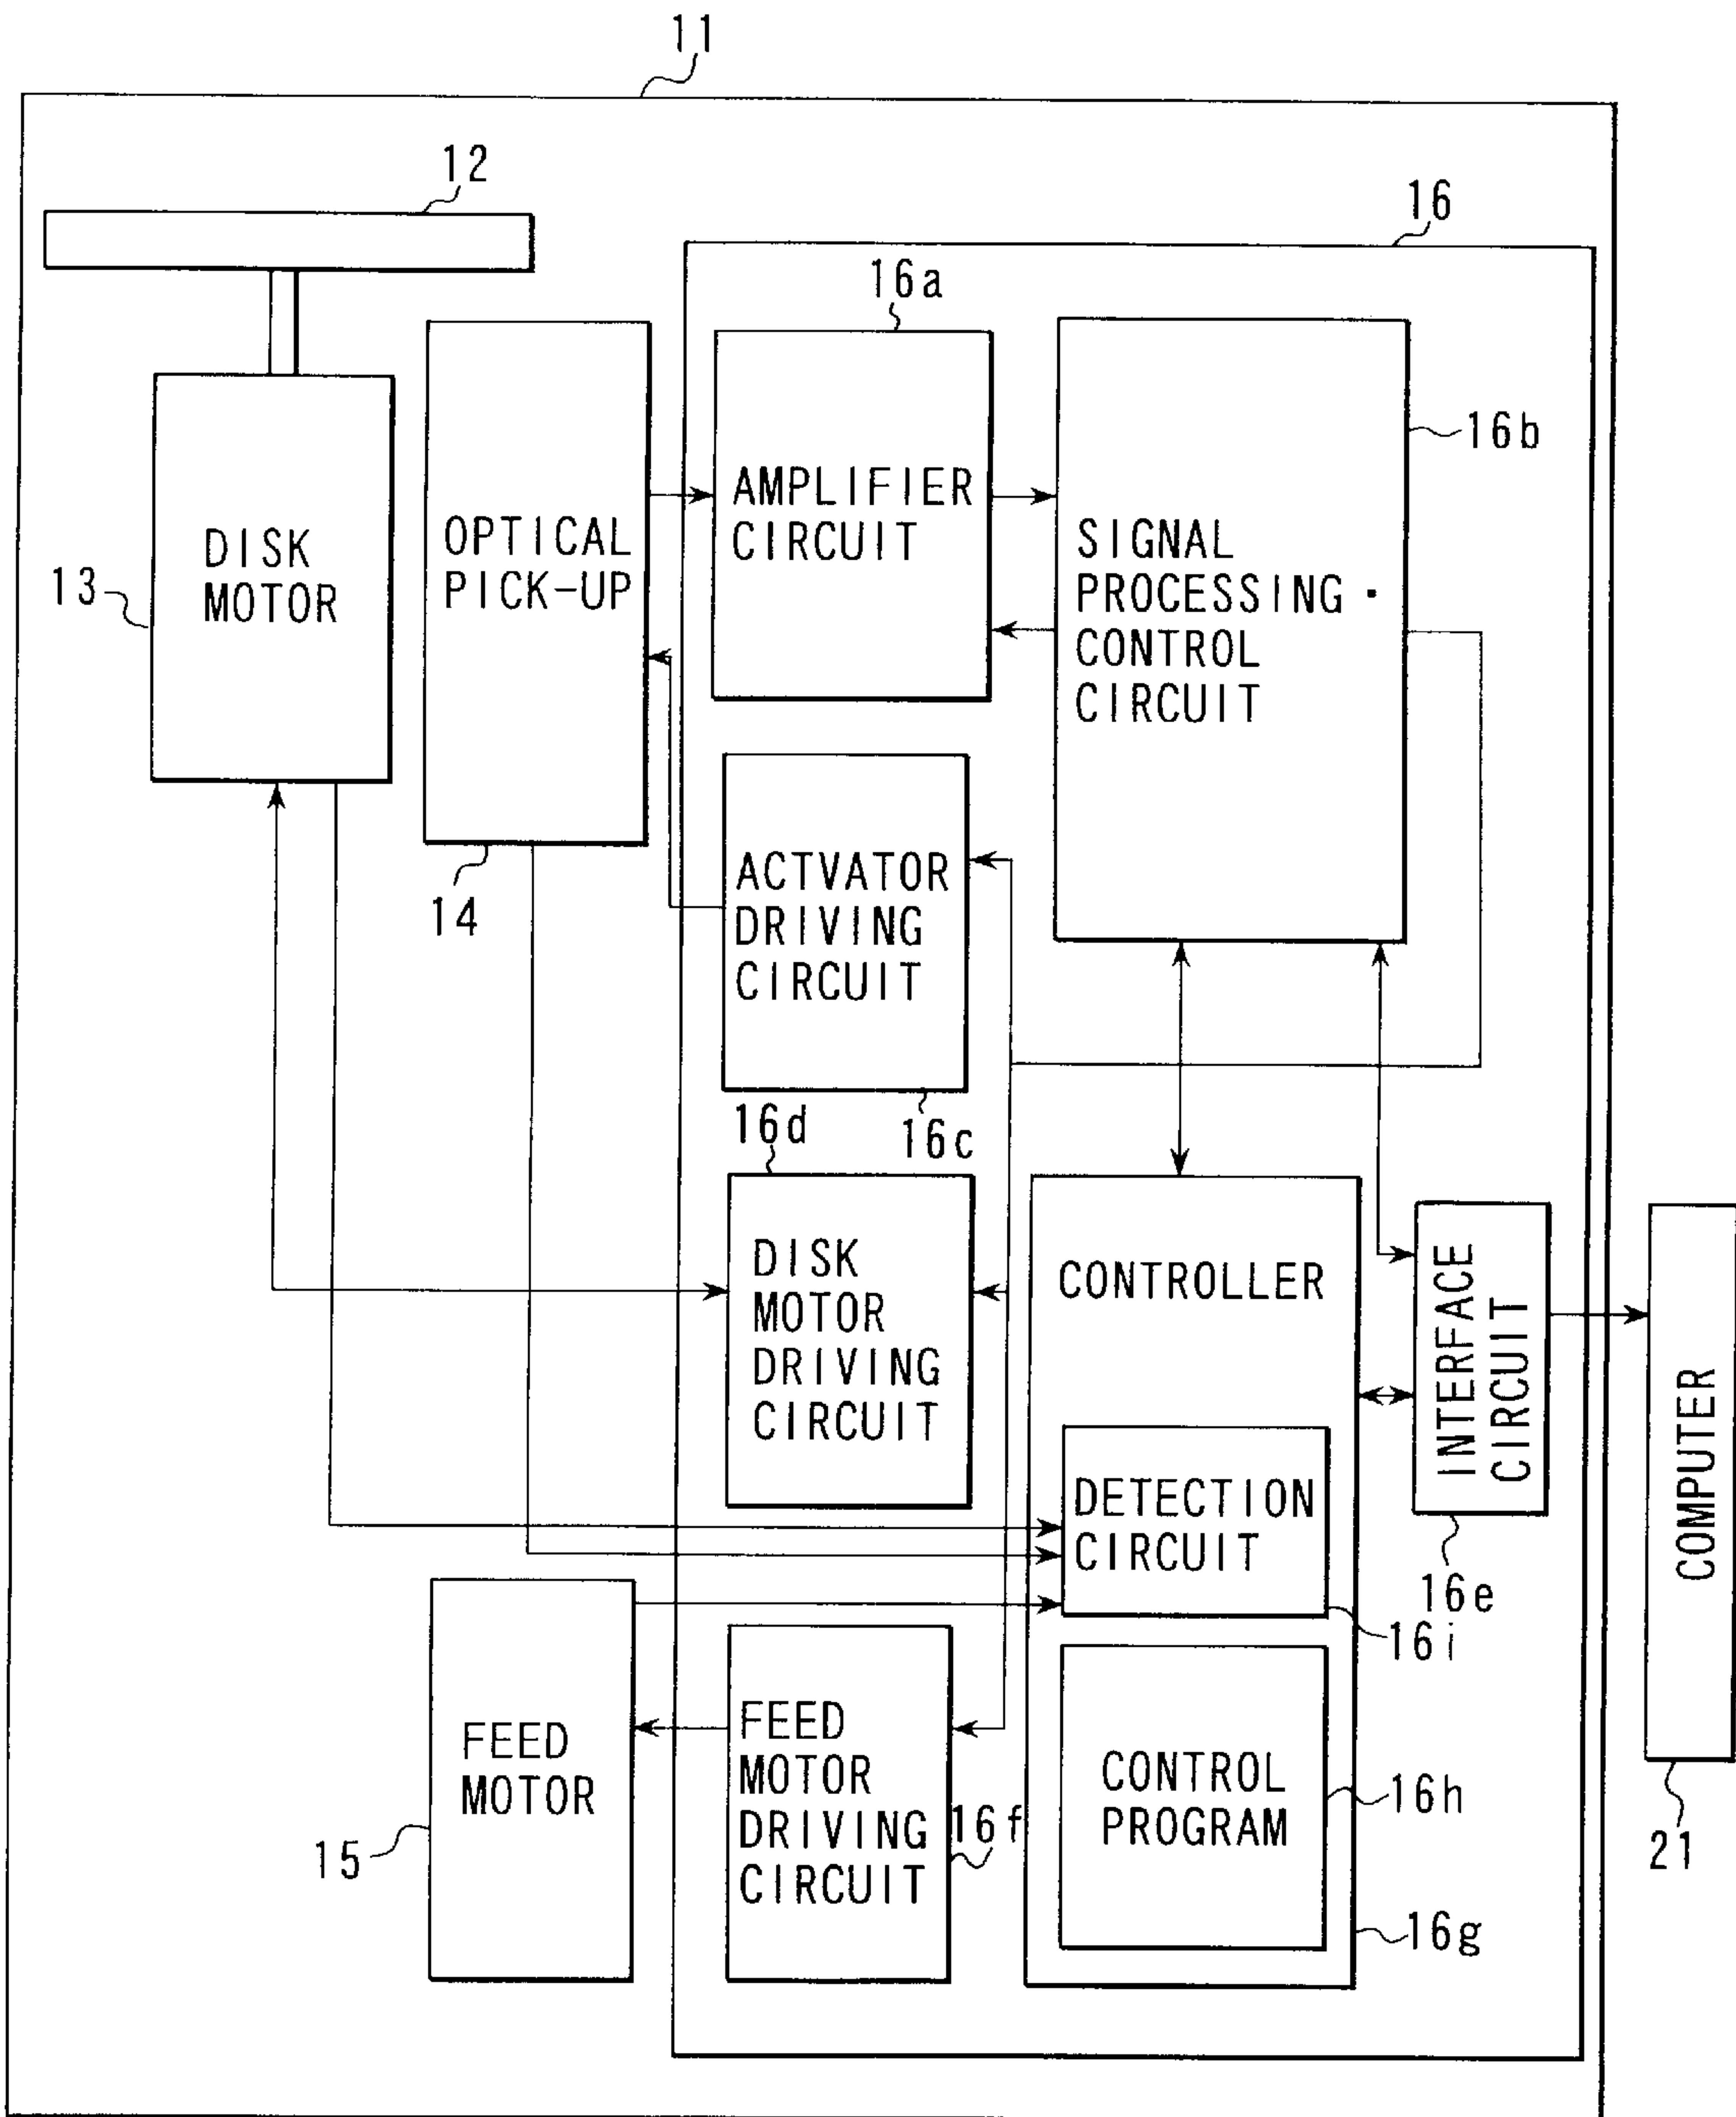 11
12
16
16a
16b
DISK
MOTOR
13
OPTICAL
PICK-UP
14
AMPLIFIER
CIRCUIT
SIGNAL
PROCESSING・
CONTROL
CIRCUIT
ACTVATOR
DRIVING
CIRCUIT
16c
16d
DISK
MOTOR
DRIVING
CIRCUIT
CONTROLLER
INTERFACE
CIRCUIT
16e
COMPUTER
21
DETECTION
CIRCUIT
16i
FEED
MOTOR
15
FEED
MOTOR
DRIVING
CIRCUIT
16f
CONTROL
PROGRAM
16h
16g